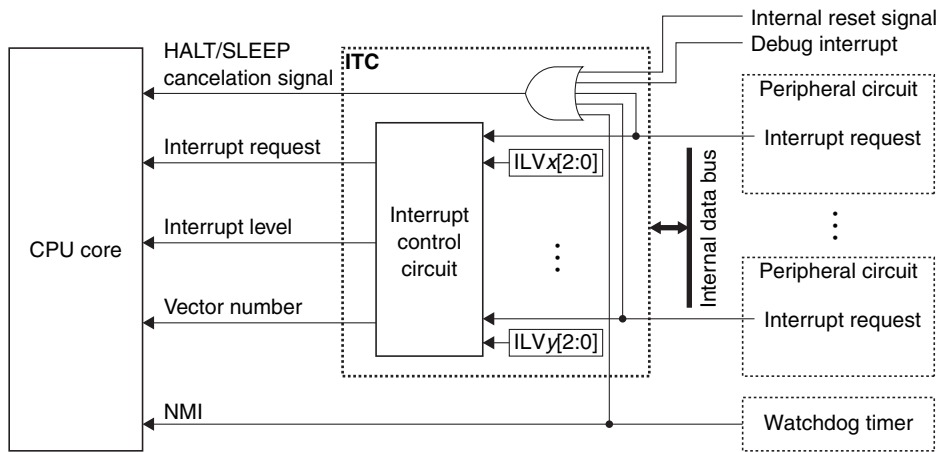 Internal reset signal
Debug interrupt
HALT/SLEEP
cancelation signal
ITC
Peripheral circuit
Interrupt request
Interrupt request
ILVx[2:0]
Interrupt level
Interrupt
control
circuit
CPU core
Internal data bus
Peripheral circuit
Vector number
Interrupt request
ILVy[2:0]
NMI
Watchdog timer